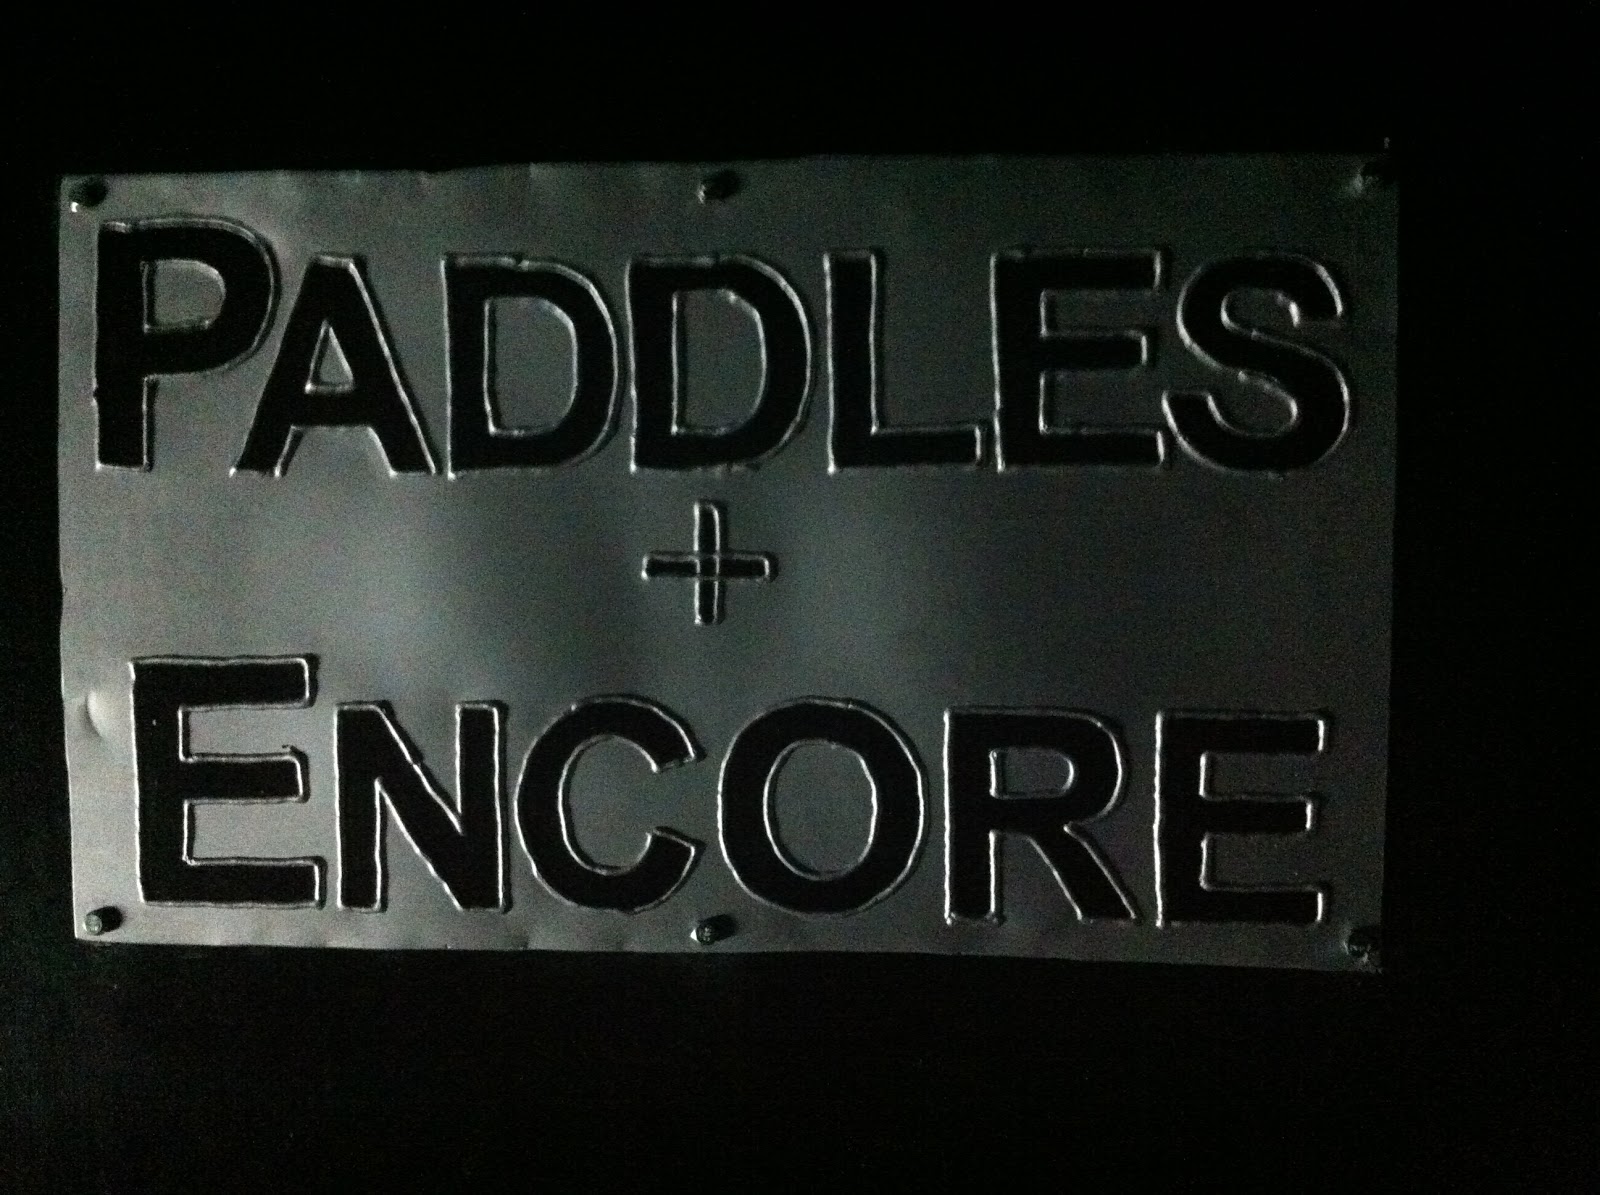 PADDLES
+
ENCORE